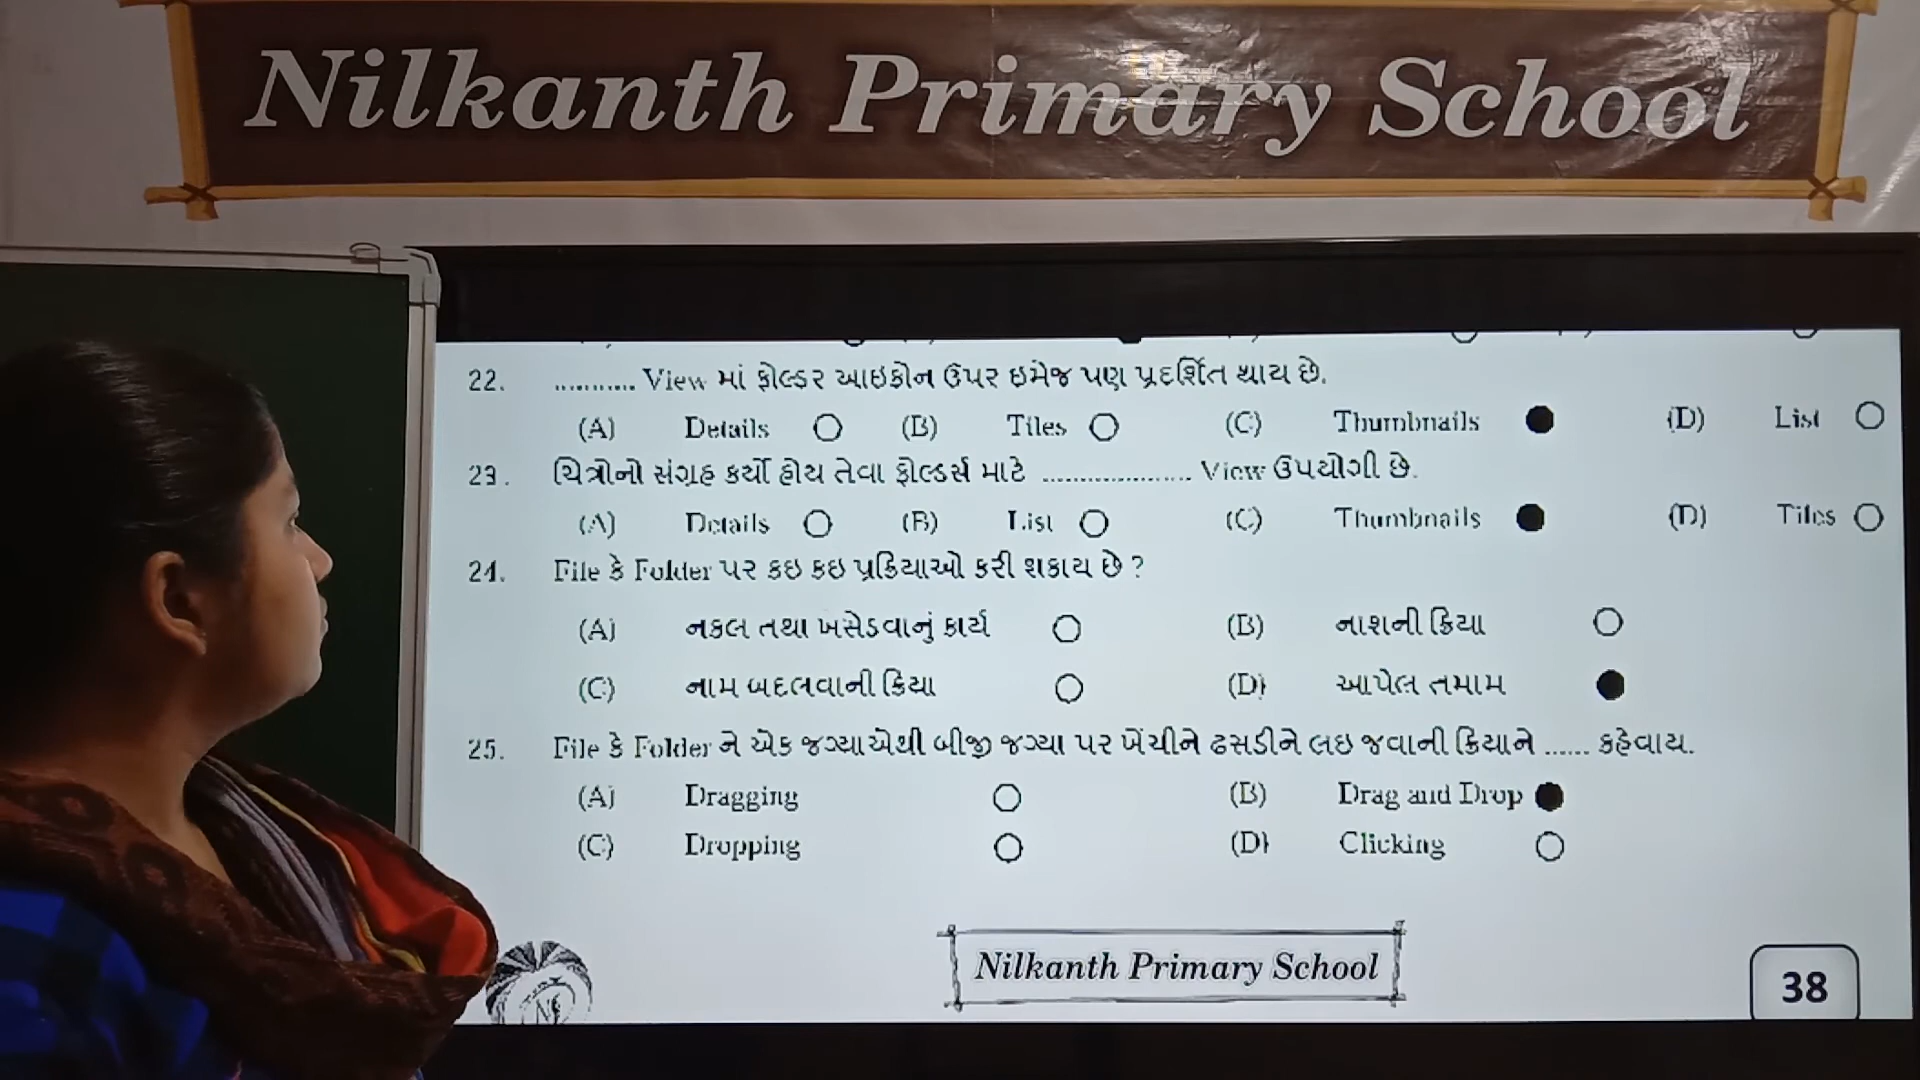 Nilkanth Primary School
22. ........... View માં ફોલ્ડર આઇકોન ઉપર ઇમેજ પણ પ્રદર્શિત થાય છે.
(A) Details (B) Tiles (C) Thumbnails (D) List
23. ચિત્રોનો સંગ્રહ કર્યો હોય તેવા ફોલ્ડર્સ માટે .................... View ઉપયોગી છે.
(A) Details (B) List (C) Thumbnails (D) Tiles
24. File કે Folder પર કઇ કઇ પ્રક્રિયાઓ કરી શકાય છે ?
(A) નકલ તથા ખસેડવાનું કાર્ય (B) નાશની ક્રિયા
(C) નામ બદલવાની ક્રિયા (D) આપેલ તમામ
25. File કે Folder ને એક જગ્યાએથી બીજી જગ્યા પર ખેંચીને ઢસડીને લઇ જવાની ક્રિયાને ...... કહેવાય.
(A) Dragging (B) Drag and Drop
(C) Dropping (D) Clicking
Nilkanth Primary School
38